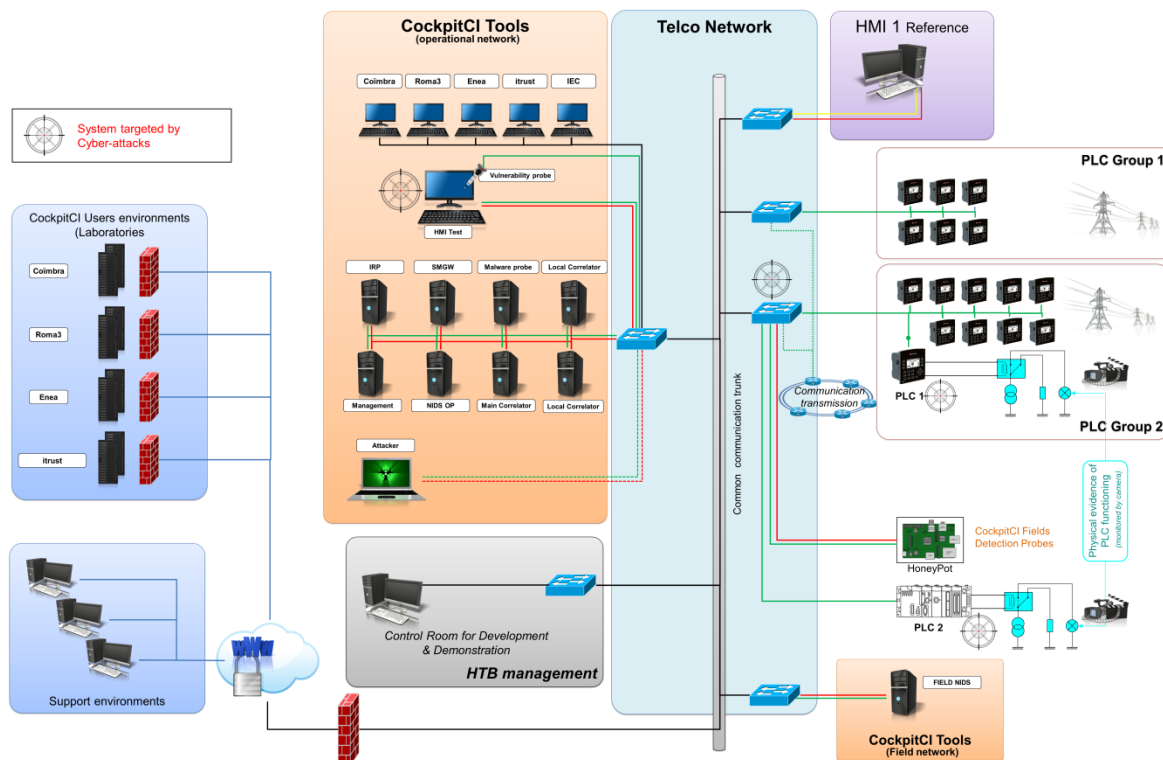 System targeted by
Cyber-attacks
CockpitCI Users environments
(Laboratories
Coïmbra
Roma3
Enea
itrust
Support environments
WWW
CockpitCI Tools
(operational network)
Coïmbra
Roma3
Enea
itrust
IEC
Vulnerability probe
HMI Test
IRP
SMGW
Malware probe
Local Correlator
Management
NIDS OP
Main Correlator
Local Correlator
Attacker
Control Room for Development
& Demonstration
HTB management
Telco Network
Common communication trunk
Communication
transmission
HMI 1 Reference
PLC Group 1
PLC 1
PLC Group 2
Physical evidence of
PLC functioning
(monitored by camera)
CockpitCI Fields
Detection Probes
HoneyPot
PLC 2
FIELD NIDS
CockpitCI Tools
(Field network)